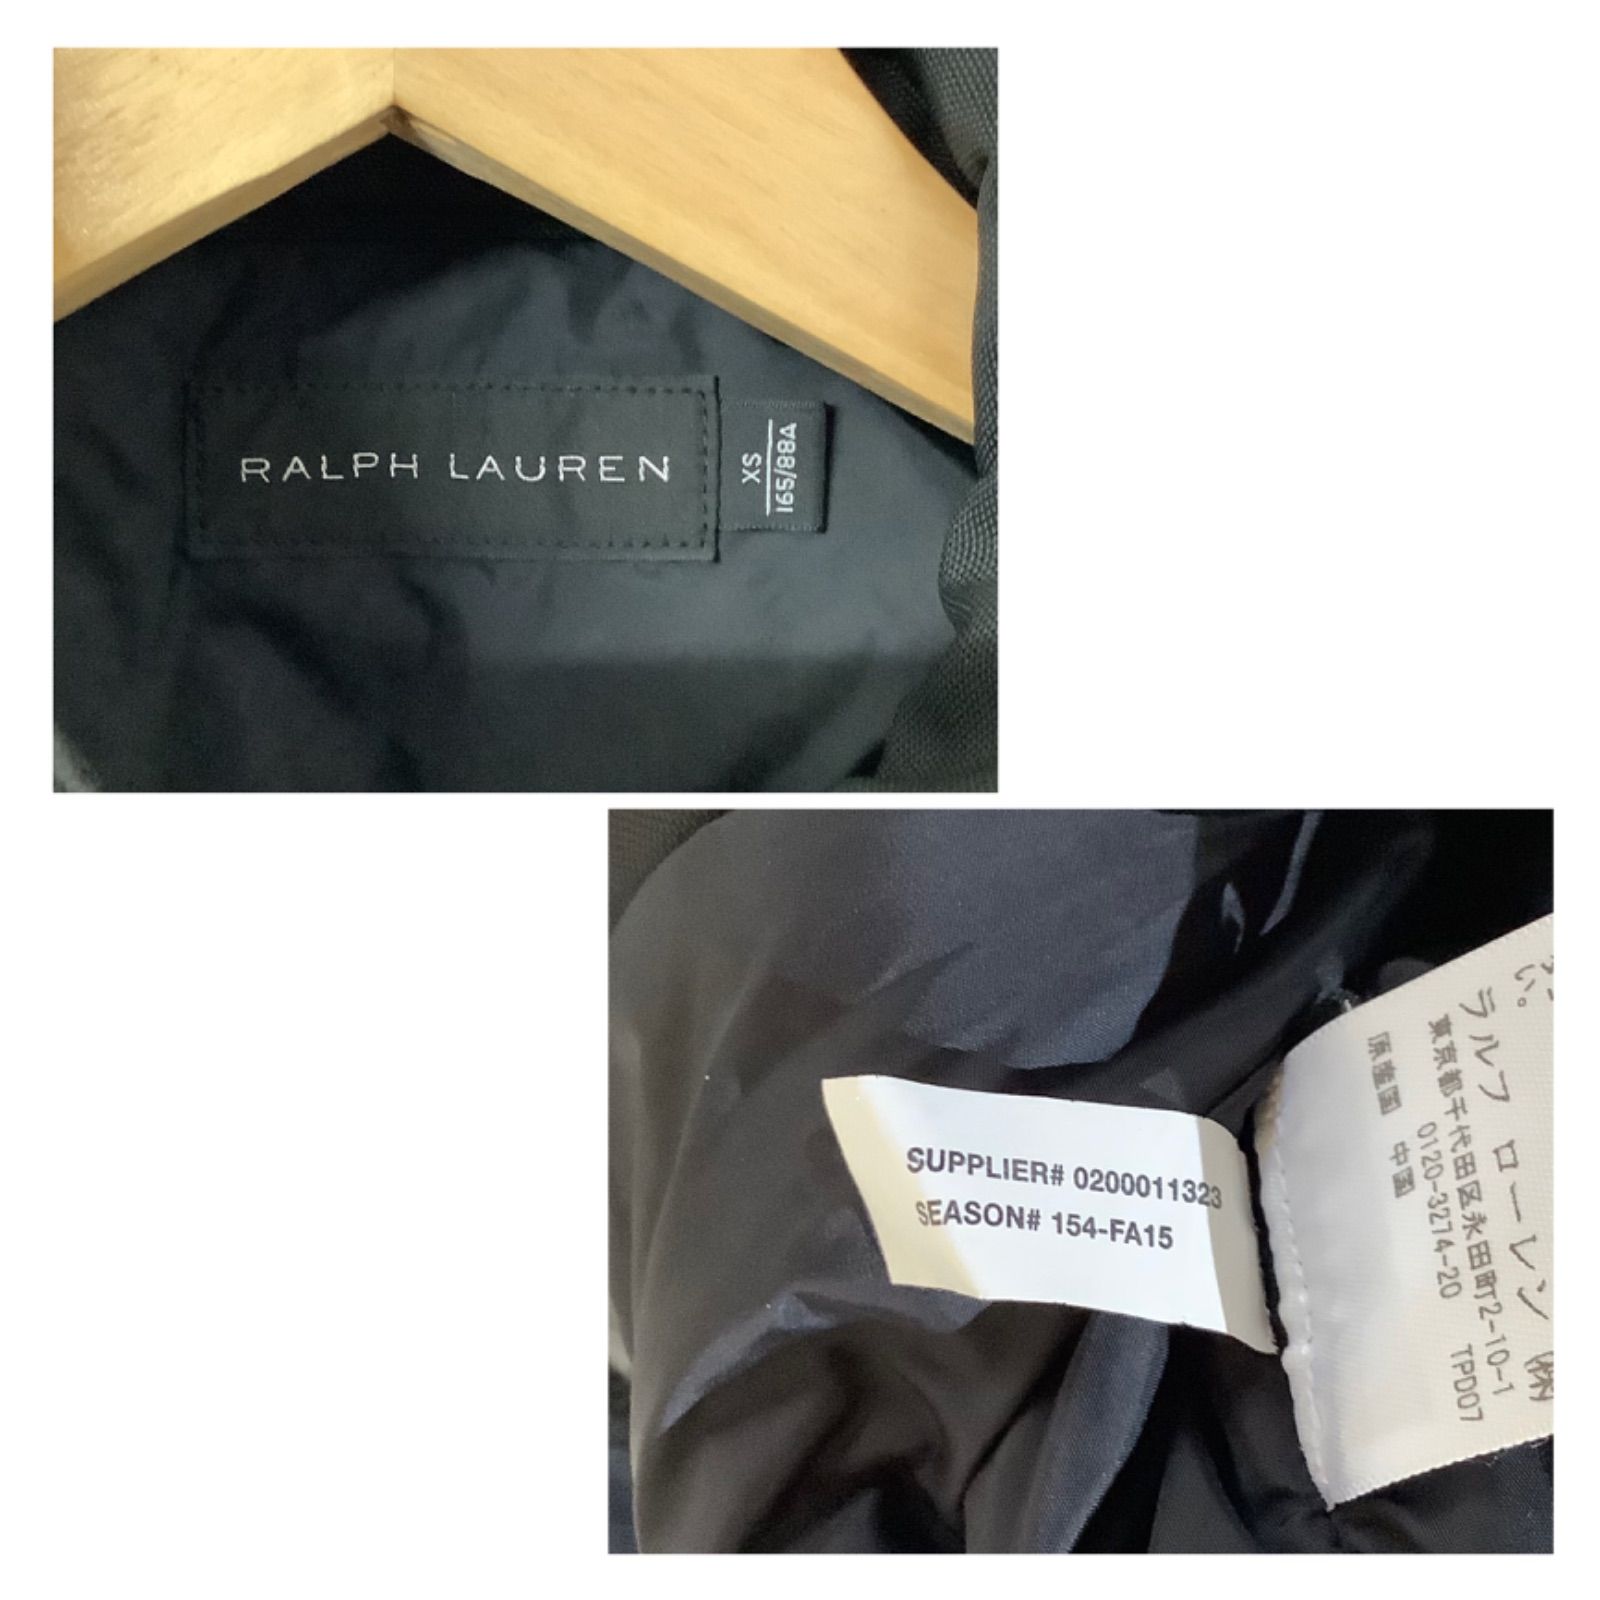 RALPH LAUREN
XS
165/88A
SUPPLIER# 0200011323
SEASON# 154-FA15
い。
ラルフ ローレン ㈱
東京都千代田区永田町2-10-1
0120-3274-20 TPD07
原産国 中国